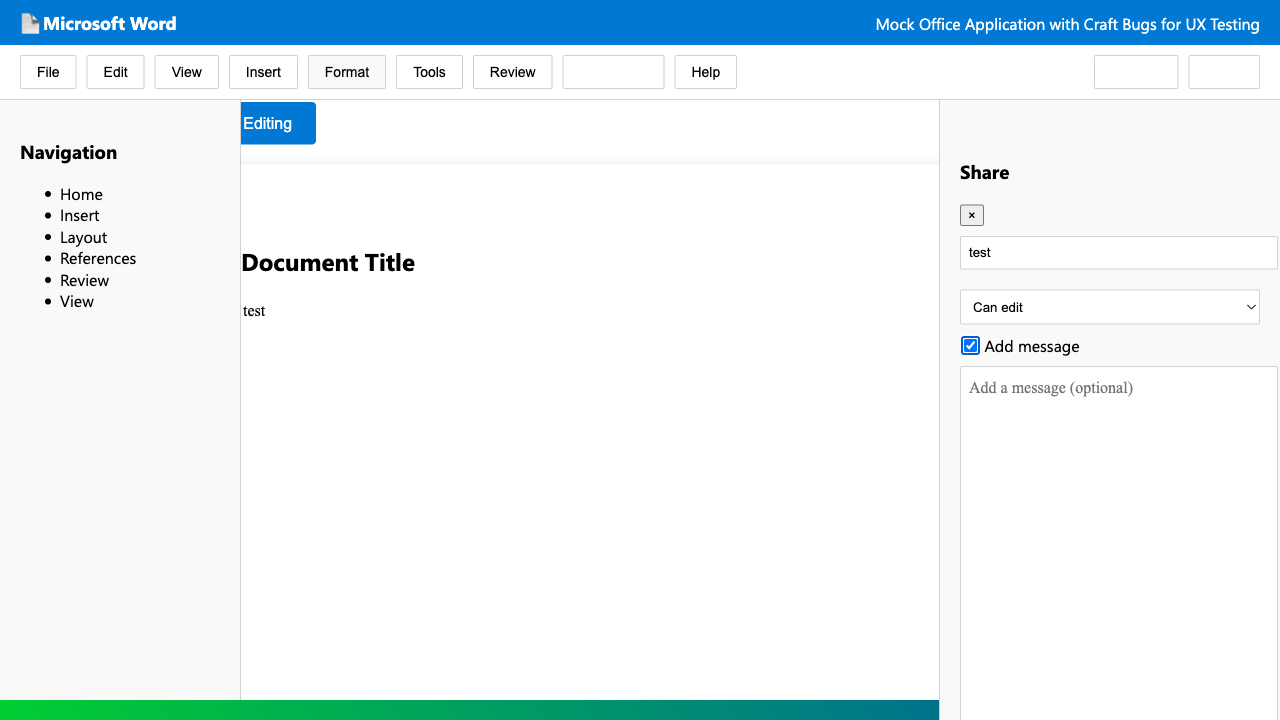 Microsoft Word
Mock Office Application with Craft Bugs for UX Testing
File
Edit
View
Insert
Format
Tools
Review
Help
Navigation
Home
Insert
Layout
References
Review
View
Editing
Document Title
test
Share
×
test
Can edit
Add message
Add a message (optional)